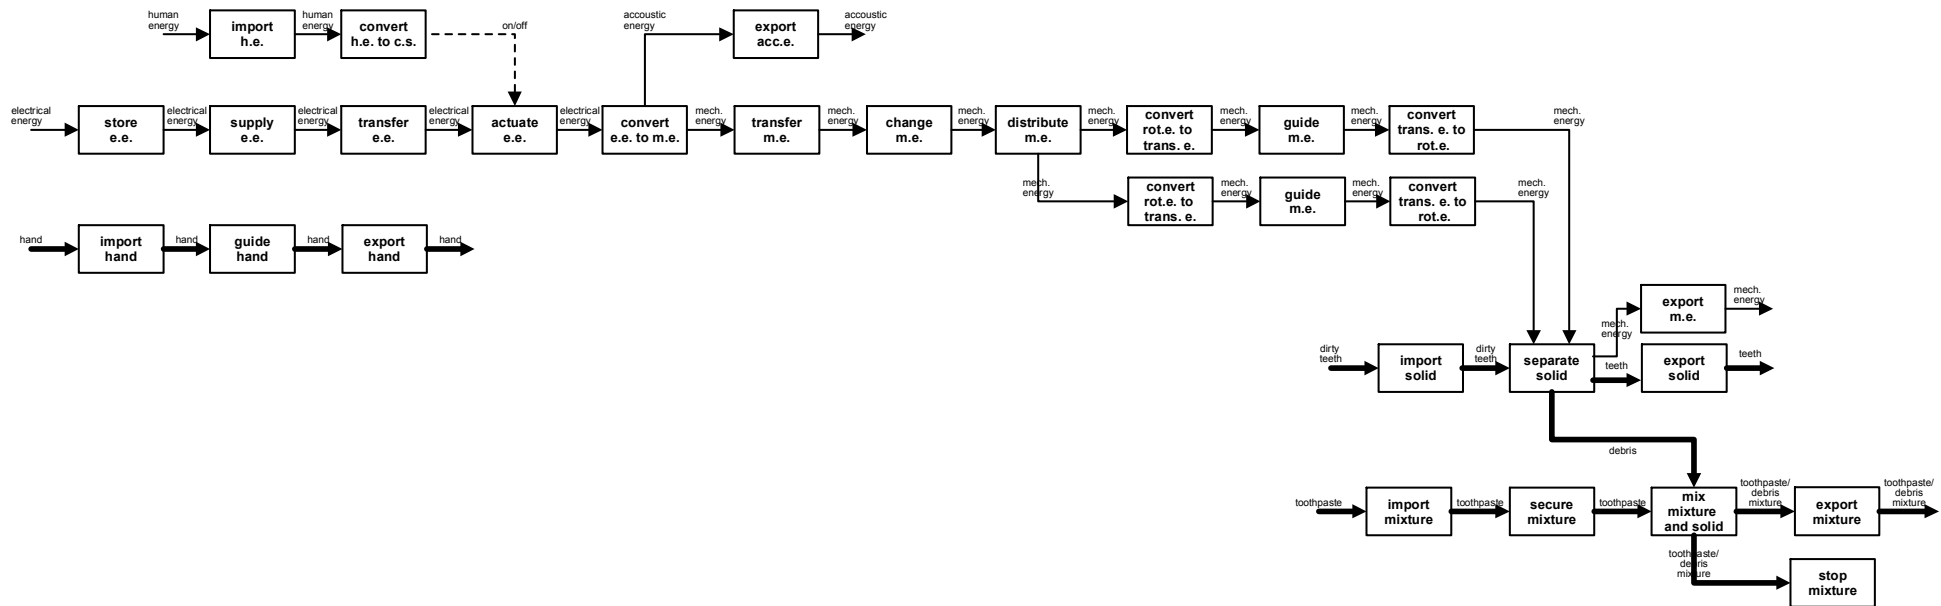 human
energy
import
h.e.
human
energy
convert
h.e. to c.s.
on/off
accoustic
energy
export
acc.e.
accoustic
energy
electrical
energy
store
e.e.
electrical
energy
supply
e.e.
electrical
energy
transfer
e.e.
electrical
energy
actuate
e.e.
electrical
energy
convert
e.e. to m.e.
mech.
energy
transfer
m.e.
mech.
energy
change
m.e.
mech.
energy
distribute
m.e.
mech.
energy
convert
rot.e. to
trans. e.
mech.
energy
guide
m.e.
mech.
energy
convert
trans. e. to
rot.e.
mech.
energy
mech.
energy
convert
rot.e. to
trans. e.
mech.
energy
guide
m.e.
mech.
energy
convert
trans. e. to
rot.e.
mech.
energy
hand
import
hand
hand
guide
hand
hand
export
hand
hand
mech.
energy
export
m.e.
mech.
energy
dirty
teeth
import
solid
dirty
teeth
separate
solid
teeth
export
solid
teeth
debris
toothpaste
import
mixture
toothpaste
secure
mixture
toothpaste
mix
mixture
and solid
toothpaste/
debris
mixture
export
mixture
toothpaste/
debris
mixture
toothpaste/
debris
mixture
stop
mixture